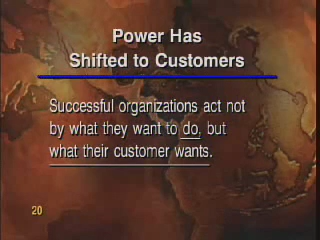 Power Has
Shifted to Customers
Successful organizations act not
by what they want to do, but
what their customer wants.
20